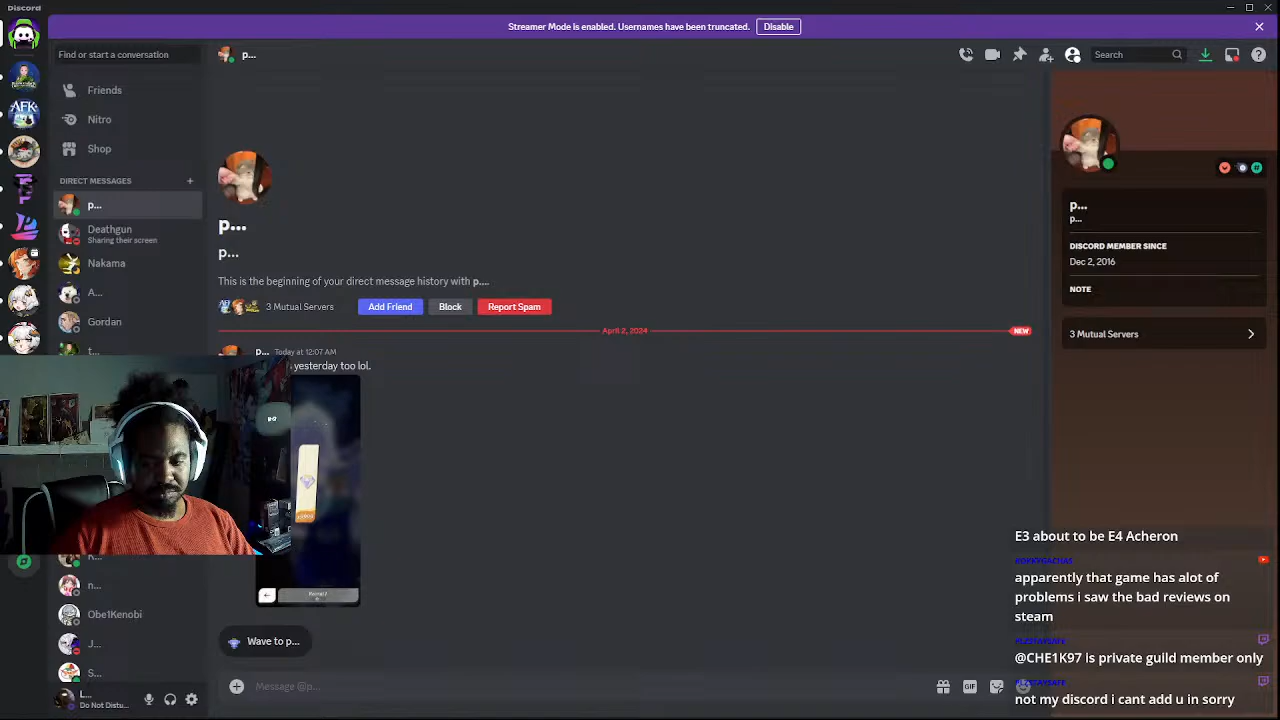 Discord
Streamer Mode is enabled. Usernames have been truncated.
Disable
Find or start a conversation
p...
Search
Friends
Nitro
Shop
DIRECT MESSAGES
p...
Deathgun
Sharing their screen
Nakama
A...
Gordan
t...
n...
Obe1Kenobi
J...
S...
L...
Do Not Distu...
p...
p...
This is the beginning of your direct message history with p....
3 Mutual Servers
Add Friend
Block
Report Spam
April 2, 2024
NEW
p...
Today at 12:07 AM
yesterday too lol.
Wave to p...
Message @p...
GIF
p...
p...
DISCORD MEMBER SINCE
Dec 2, 2016
NOTE
3 Mutual Servers
E3 about to be E4 Acheron
apparently that game has alot of
problems i saw the bad reviews on
steam
@CHE1K97 is private guild member only
not my discord i cant add u in sorry